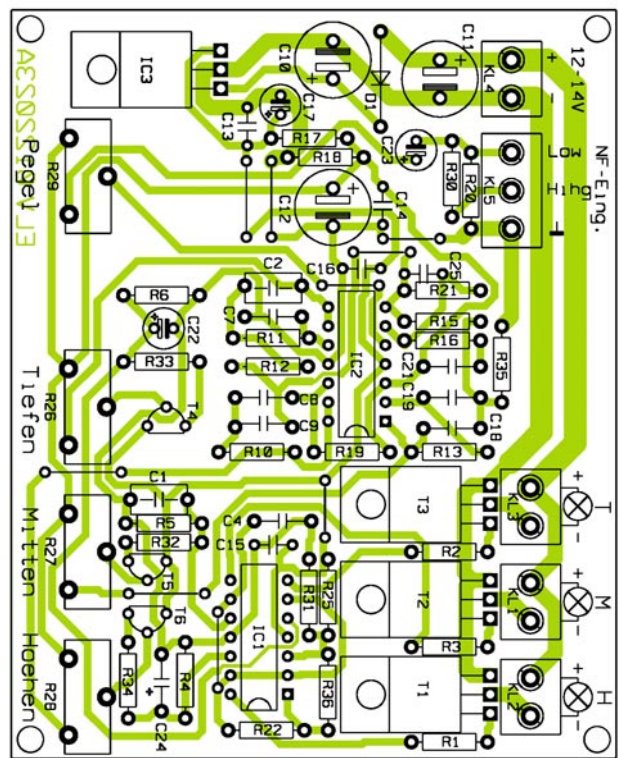 IC3
C10
C11
KL4
+
-
12-14V
D1
C17
C13
R17
R18
C23
R30
R20
KL5
Low
Hihg
NF-Eing.
C12
C14
R29
Pegel
C16
C25
R21
R6
C2
C22
C7
R11
R15
R16
R33
R12
IC2
C21
C19
R35
C8
C9
C18
R26
Tiefen
T4
R10
R19
R13
C1
R5
R32
C4
C15
T3
KL3
+
-
T
R2
R27
Mitten
T5
T6
IC1
R31
R25
T2
KL1
+
-
M
R3
R28
Hoehen
R34
C24
R4
R36
R22
T1
KL2
+
-
H
R1